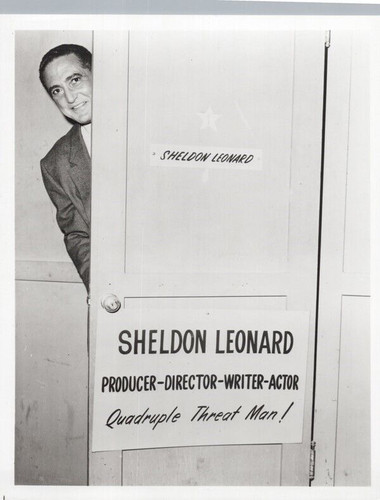 SHELDON LEONARD
SHELDON LEONARD
PRODUCER-DIRECTOR-WRITER-ACTOR
Quadruple Threat Man!